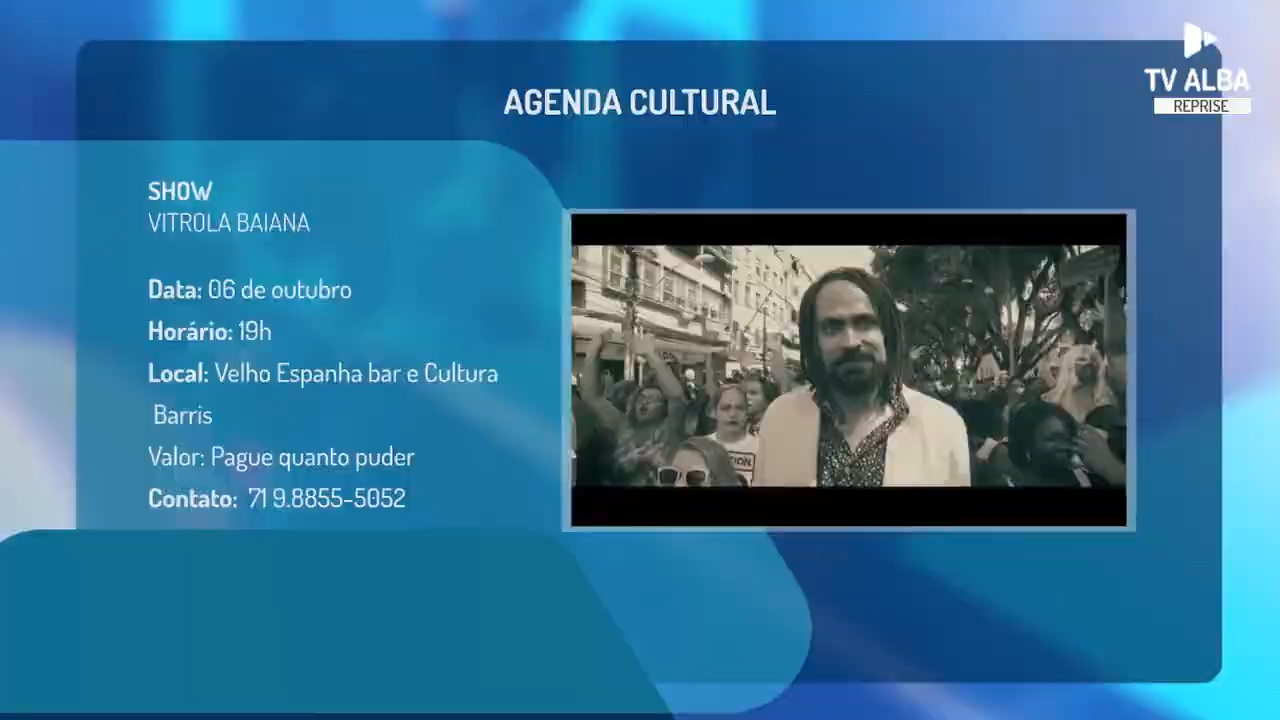 TV ALBA
REPRISE
AGENDA CULTURAL
SHOW
VITROLA BAIANA
Data: 06 de outubro
Horário: 19h
Local: Velho Espanha bar e Cultura
Barris
Valor: Pague quanto puder
Contato: 71 9.8855-5052